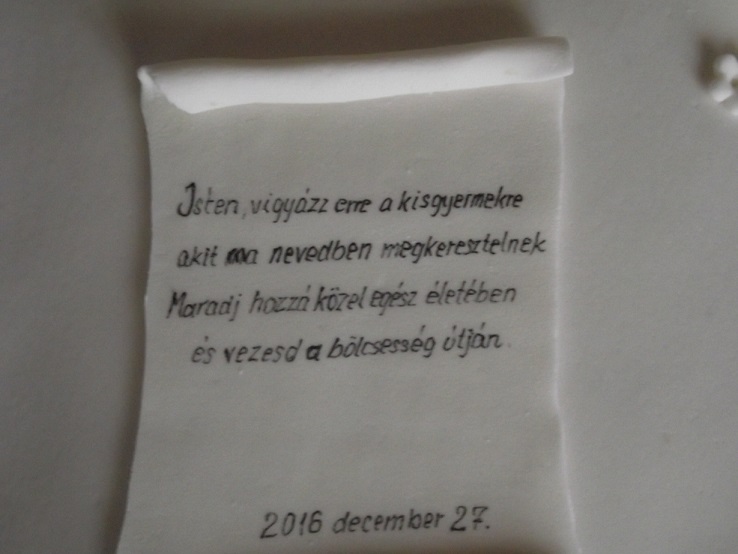 Isten, vigyázz erre a kisgyermekre
akit ma nevedben megkeresztelnek
Maradj hozzá közel egész életében
és vezesd a bölcsesség útján.
2016 december 27.